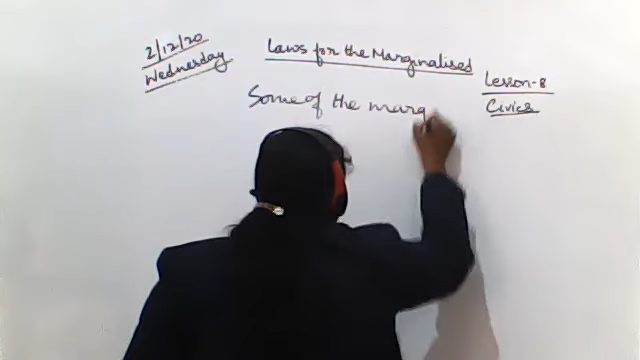 2/12/20
Wednesday
Laws for the Marginalised
Lesson-8
Civics
Some of the marg